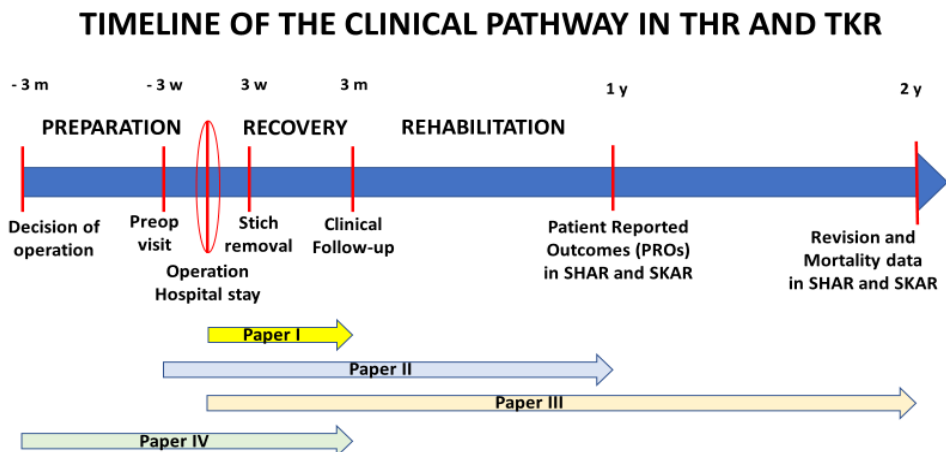 TIMELINE OF THE CLINICAL PATHWAY IN THR AND TKR
- 3 m
- 3 w
3 w
3 m
1 y
2 y
PREPARATION
RECOVERY
REHABILITATION
Decision of
operation
Preop
visit
Operation
Hospital stay
Stich
removal
Clinical
Follow-up
Patient Reported
Outcomes (PROs)
in SHAR and SKAR
Revision and
Mortality data
in SHAR and SKAR
Paper I
Paper II
Paper III
Paper IV